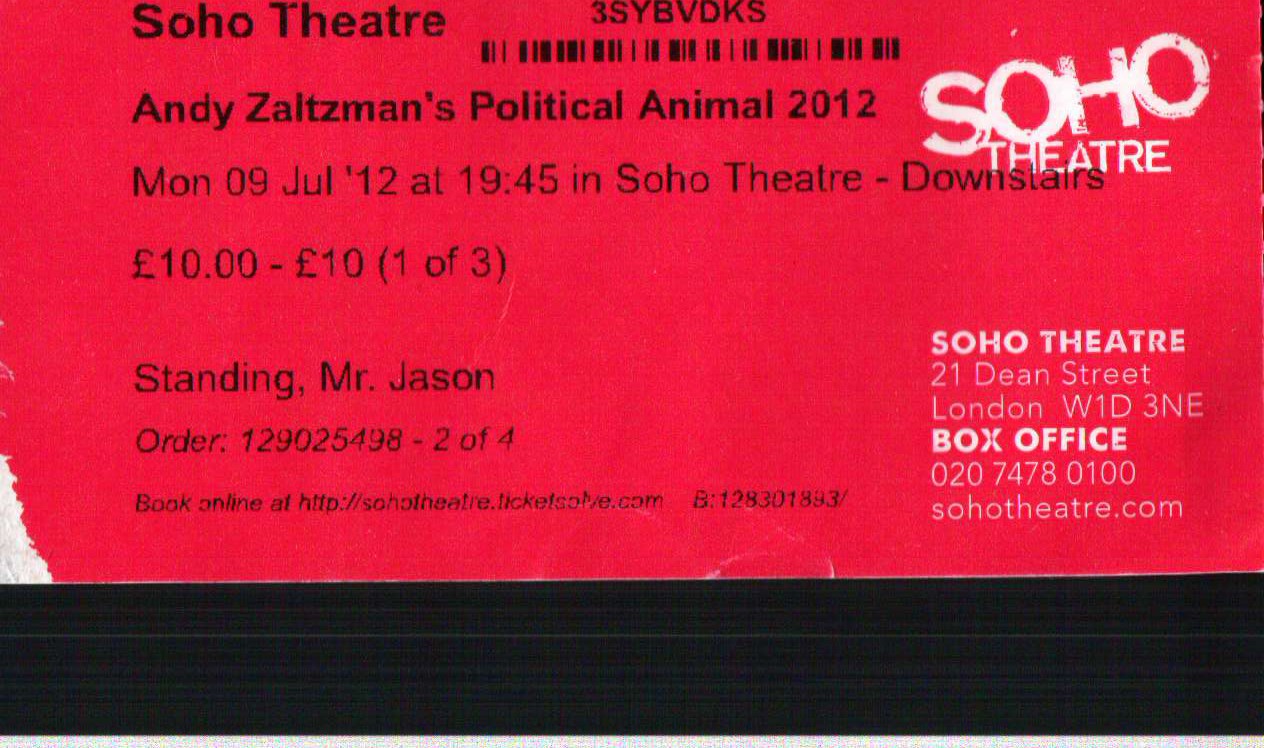 Soho Theatre
3SYBVDKS
Andy Zaltzman's Political Animal 2012
SOHO
THEATRE
Mon 09 Jul '12 at 19:45 in Soho Theatre - Downstairs
£10.00 - £10 (1 of 3)
Standing, Mr. Jason
Order: 129025498 - 2 of 4
Book online at http://sohotheatre.ticketsolve.com B:128301893/
SOHO THEATRE
21 Dean Street
London W1D 3NE
BOX OFFICE
020 7478 0100
sohotheatre.com